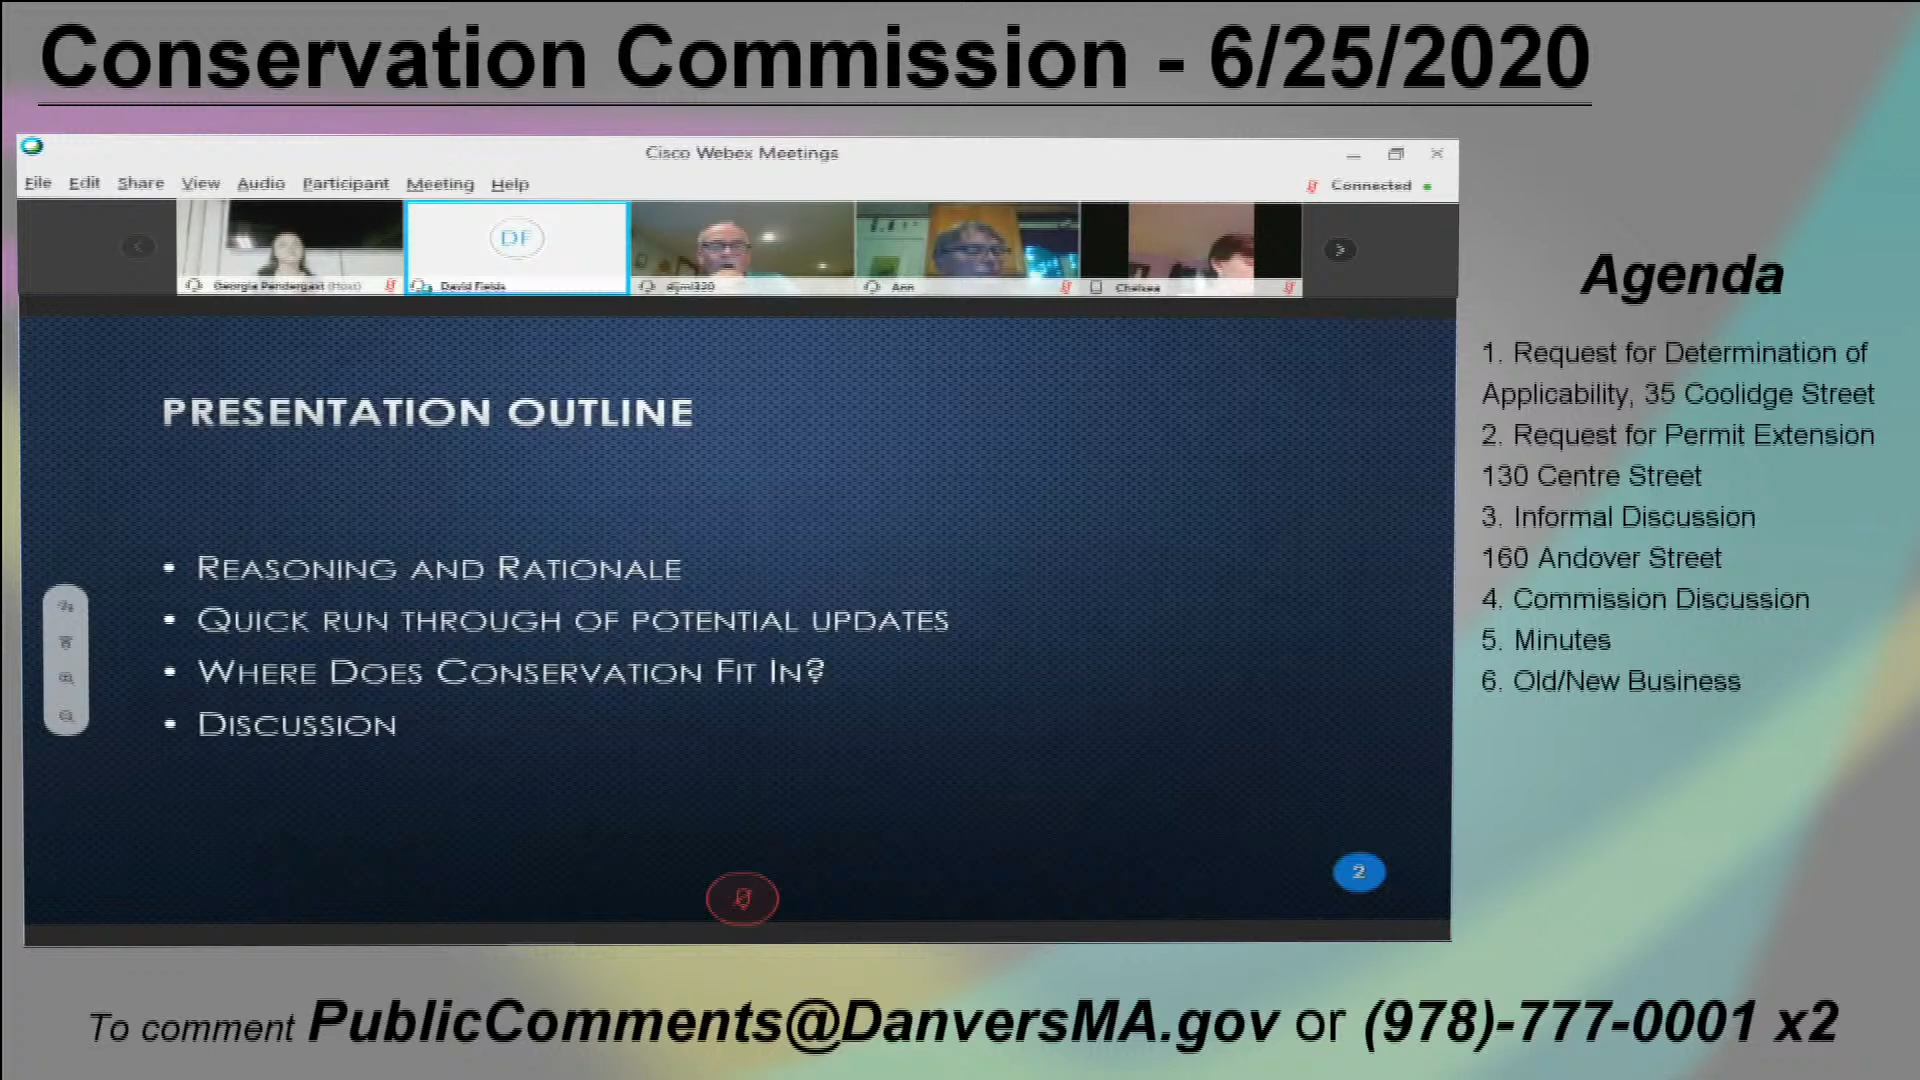 Conservation Commission - 6/25/2020
Cisco Webex Meetings
File Edit Share View Audio Participant Meeting Help
Connected
DF
Georgia Pendergast (Host)
David Fields
Ann
Chelsea
PRESENTATION OUTLINE
• REASONING AND RATIONALE
• QUICK RUN THROUGH OF POTENTIAL UPDATES
• WHERE DOES CONSERVATION FIT IN?
• DISCUSSION
2
Agenda
1. Request for Determination of
Applicability, 35 Coolidge Street
2. Request for Permit Extension
130 Centre Street
3. Informal Discussion
160 Andover Street
4. Commission Discussion
5. Minutes
6. Old/New Business
To comment PublicComments@DanversMA.gov or (978)-777-0001 x2